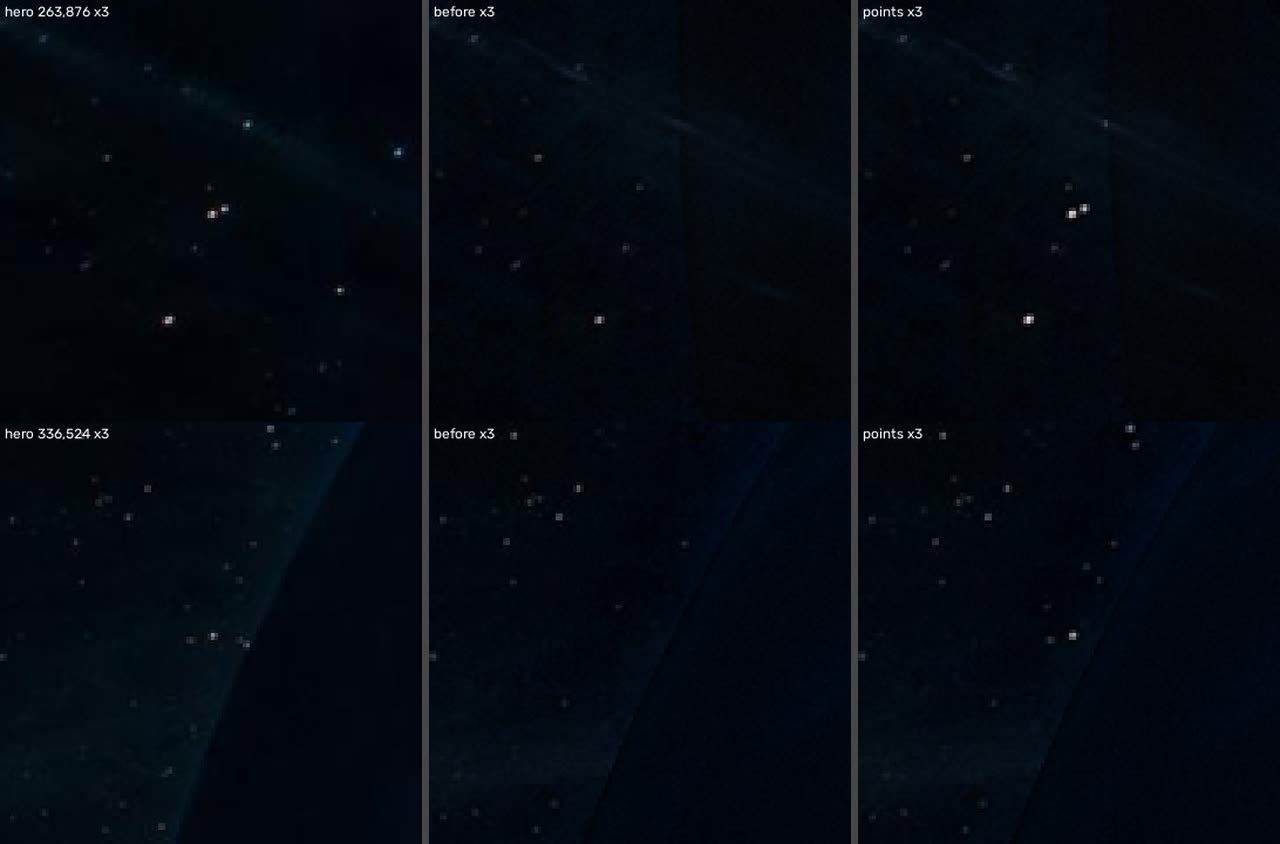 hero 263,876 x3
before x3
points x3
hero 336,524 x3
before x3
points x3